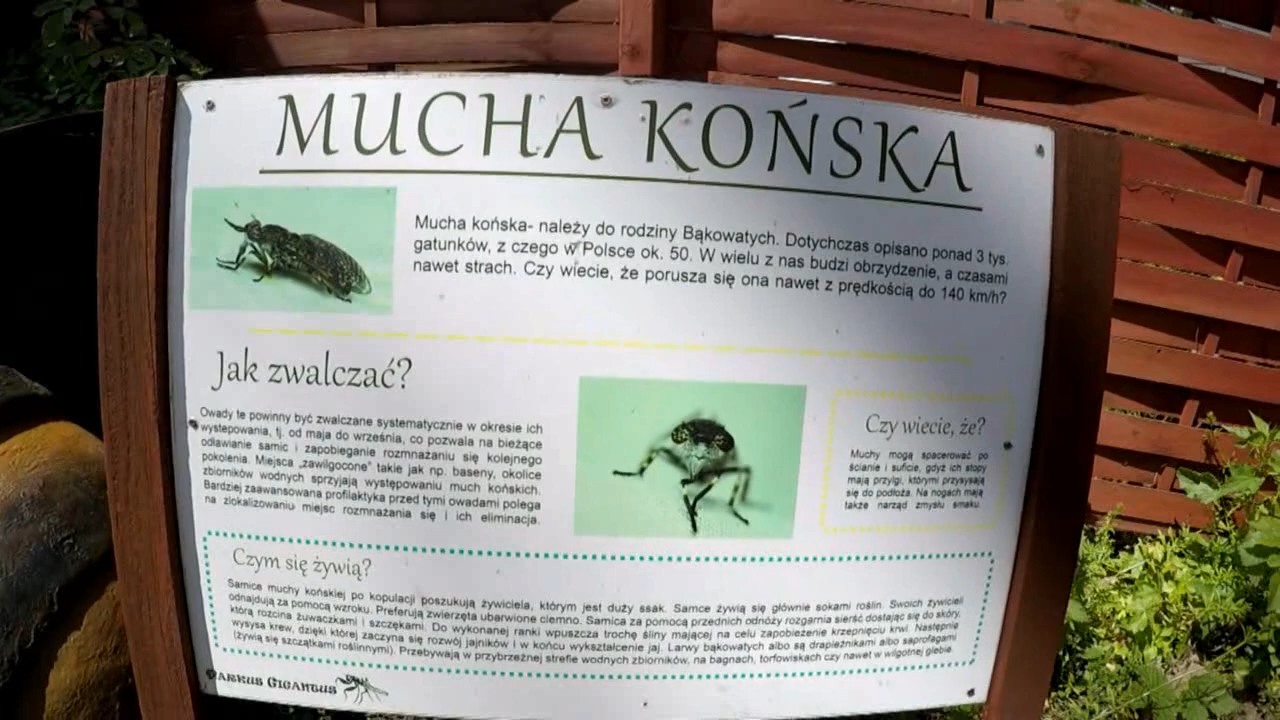 MUCHA KOŃSKA
Mucha końska- należy do rodziny Bąkowatych. Dotychczas opisano ponad 3 tys.
gatunków, z czego w Polsce ok. 50. W wielu z nas budzi obrzydzenie, a czasami
nawet strach. Czy wiecie, że porusza się ona nawet z prędkością do 140 km/h?
Jak zwalczać?
Owady te powinny być zwalczane systematycznie w okresie ich
występowania, tj. od maja do września, co pozwala na bieżące
odławianie samic i zapobieganie rozmnażaniu się kolejnego
pokolenia. Miejsca „zawilgocone" takie jak np. baseny, okolice
zbiorników wodnych sprzyjają występowaniu much końskich.
Bardziej zaawansowana profilaktyka przed tymi owadami polega
na zlokalizowaniu miejsc rozmnażania się i ich eliminacja.
Czy wiecie, że?
Muchy mogą spacerować po
ścianie i suficie, gdyż ich stopy
mają przylgi, którymi przysysają
się do podłoża. Na nogach mają
także narząd zmysłu smaku.
Czym się żywią?
Samice muchy końskiej po kopulacji poszukują żywiciela, którym jest duży ssak. Samce żywią się głównie sokami roślin. Swoich żywicieli
odnajdują za pomocą wzroku. Preferują zwierzęta ubarwione ciemno. Samica za pomocą przednich odnóży rozgarnia sierść dostając się do skóry,
którą rozcina żuwaczkami i szczękami. Do wykonanej ranki wpuszcza trochę śliny mającej na celu zapobieżenie krzepnięciu krwi. Następnie
wysysa krew, dzięki której zaczyna się rozwój jajników i w końcu wykształcenie jaj. Larwy bąkowatych albo są drapieżnikami albo saprofagami
(żywią się szczątkami roślinnymi). Przebywają w przybrzeżnej strefie wodnych zbiorników, na bagnach, torfowiskach czy nawet w wilgotnej glebie.
Parkus Gigantus